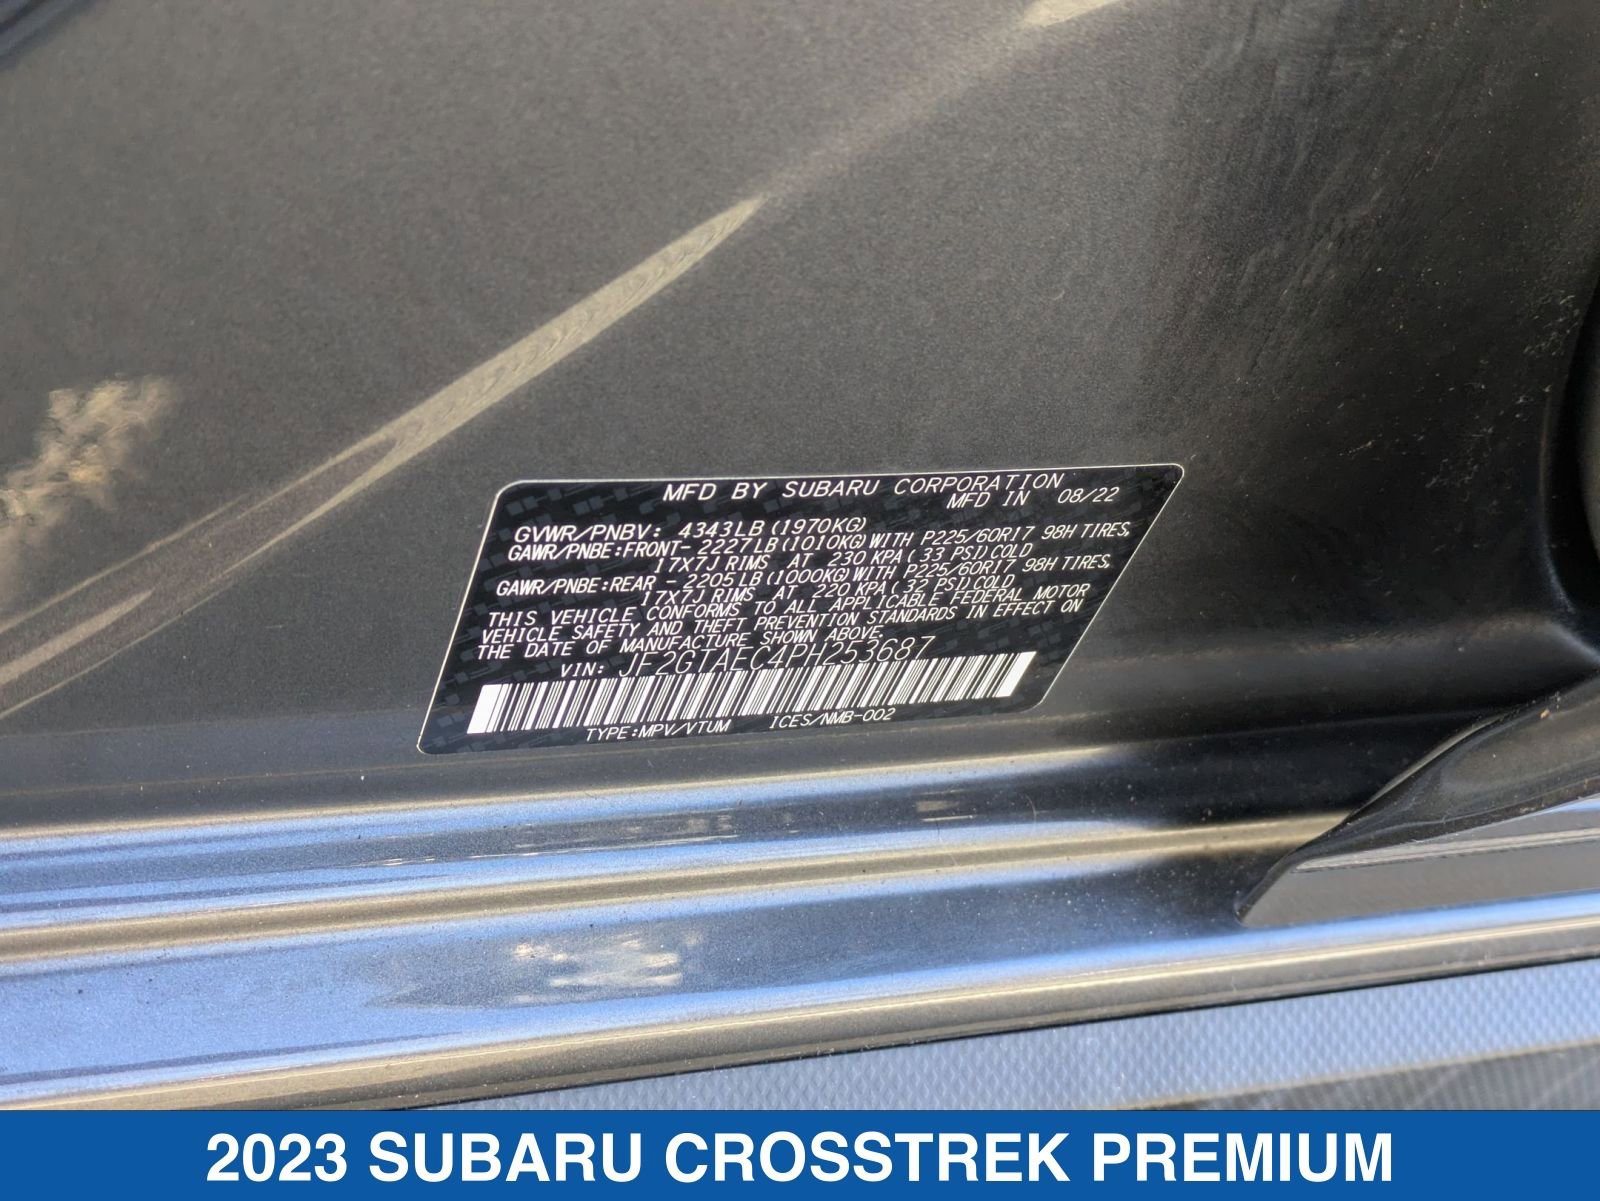 MFD BY SUBARU CORPORATION
MFD IN 08/22
GVWR/PNBV: 4343LB(1970KG)
GAWR/PNBE:FRONT- 2227LB(1010KG)WITH P225/60R17 98H TIRES,
17X7J RIMS AT 230 KPA( 33 PSI)COLD
GAWR/PNBE:REAR - 2205LB(1000KG)WITH P225/60R17 98H TIRES,
17X7J RIMS AT 220 KPA( 32 PSI)COLD
THIS VEHICLE CONFORMS TO ALL APPLICABLE FEDERAL MOTOR
VEHICLE SAFETY AND THEFT PREVENTION STANDARDS IN EFFECT ON
THE DATE OF MANUFACTURE SHOWN ABOVE.
VIN: JF2GTAEC4PH253687
TYPE:MPV/VTUM ICES/NMB-002
2023 SUBARU CROSSTREK PREMIUM